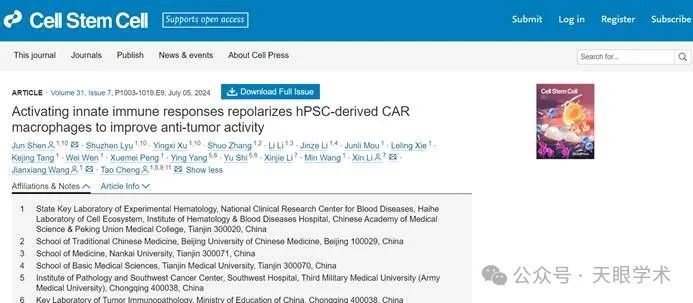 Cell Stem Cell
Supports open access
Submit Log in Register Subscribe
This journal Journals Publish News & events About Cell Press
Search for...
ARTICLE · Volume 31, Issue 7, P1003-1019.E9, July 05, 2024
Download Full Issue
Activating innate immune responses repolarizes hPSC-derived CAR
macrophages to improve anti-tumor activity
Cell Stem Cell
Jun Shen 1,10 · Shuzhen Lyu 1,10 · Yingxi Xu 1,10 · Shuo Zhang 1,2 · Li Li 1,3 · Jinze Li 1,4 · Junli Mou 1 · Leling Xie 1 ·
Kejing Tang 1 · Wei Wen 1 · Xuemei Peng 1 · Ying Yang 5,6 · Yu Shi 5,6 · Xinjie Li 7 · Min Wang 1 · Xin Li 7 ·
Jianxiang Wang 1 · Tao Cheng 1,8,9,11 Show less
Affiliations & Notes Article Info
1 State Key Laboratory of Experimental Hematology, National Clinical Research Center for Blood Diseases, Haihe
Laboratory of Cell Ecosystem, Institute of Hematology & Blood Diseases Hospital, Chinese Academy of Medical
Science & Peking Union Medical College, Tianjin 300020, China
2 School of Traditional Chinese Medicine, Beijing University of Chinese Medicine, Beijing 100029, China
3 School of Medicine, Nankai University, Tianjin 300071, China
4 School of Basic Medical Sciences, Tianjin Medical University, Tianjin 300070, China
5 Institute of Pathology and Southwest Cancer Center, Southwest Hospital, Third Military Medical University (Army
Medical University), Chongqing 400038, China
6 Key Laboratory of Tumor Immunopathology, Ministry of Education of China, Chongqing 400038, China
公众号 · 天眼学术